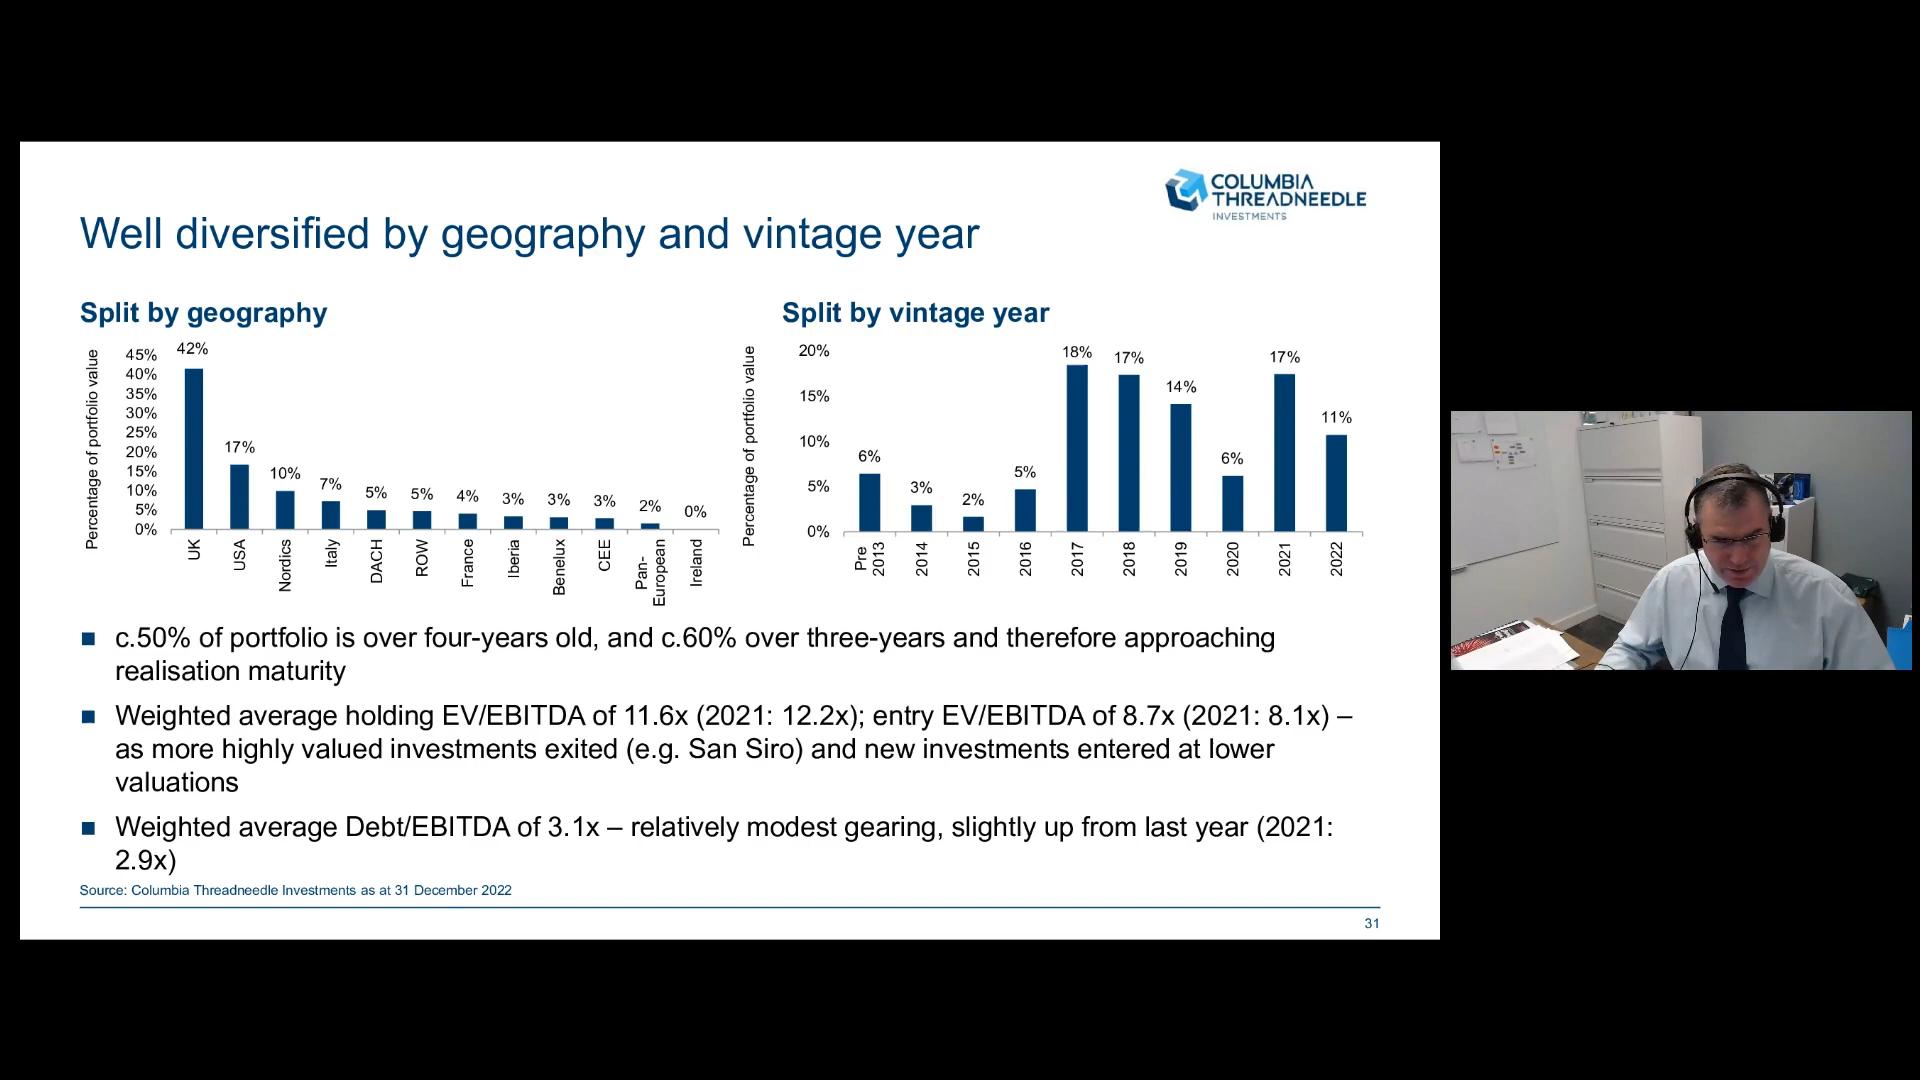 COLUMBIA
THREADNEEDLE
INVESTMENTS
Well diversified by geography and vintage year
Split by geography
Percentage of portfolio value
45%
40%
35%
30%
25%
20%
15%
10%
5%
0%
42%
17%
10%
7%
5%
5%
4%
3%
3%
3%
2%
0%
UK
USA
Nordics
Italy
DACH
ROW
France
Iberia
Benelux
CEE
Pan-
European
Ireland
Split by vintage year
Percentage of portfolio value
20%
15%
10%
5%
0%
6%
3%
2%
5%
18%
17%
14%
6%
17%
11%
Pre
2013
2014
2015
2016
2017
2018
2019
2020
2021
2022
c.50% of portfolio is over four-years old, and c.60% over three-years and therefore approaching
realisation maturity
Weighted average holding EV/EBITDA of 11.6x (2021: 12.2x); entry EV/EBITDA of 8.7x (2021: 8.1x) –
as more highly valued investments exited (e.g. San Siro) and new investments entered at lower
valuations
Weighted average Debt/EBITDA of 3.1x – relatively modest gearing, slightly up from last year (2021:
2.9x)
Source: Columbia Threadneedle Investments as at 31 December 2022
31